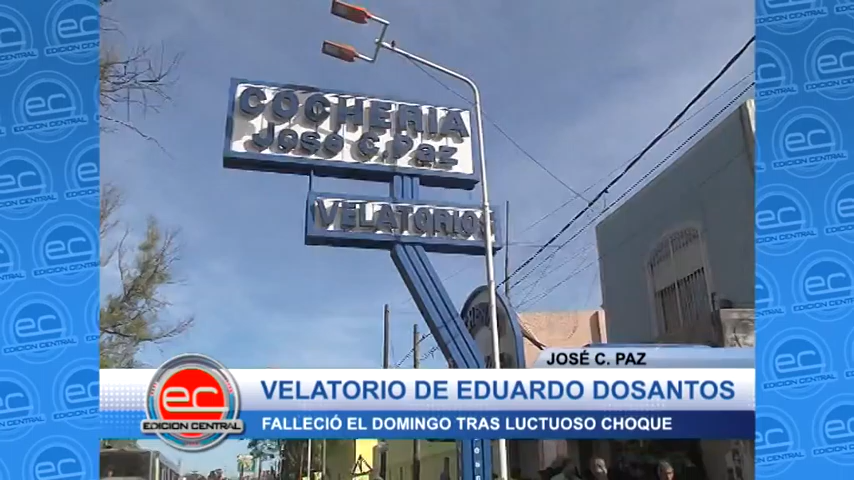 COCHERIA
José C. Paz
VELATORIOS
JOSÉ C. PAZ
ec
EDICION CENTRAL
VELATORIO DE EDUARDO DOSANTOS
FALLECIÓ EL DOMINGO TRAS LUCTUOSO CHOQUE